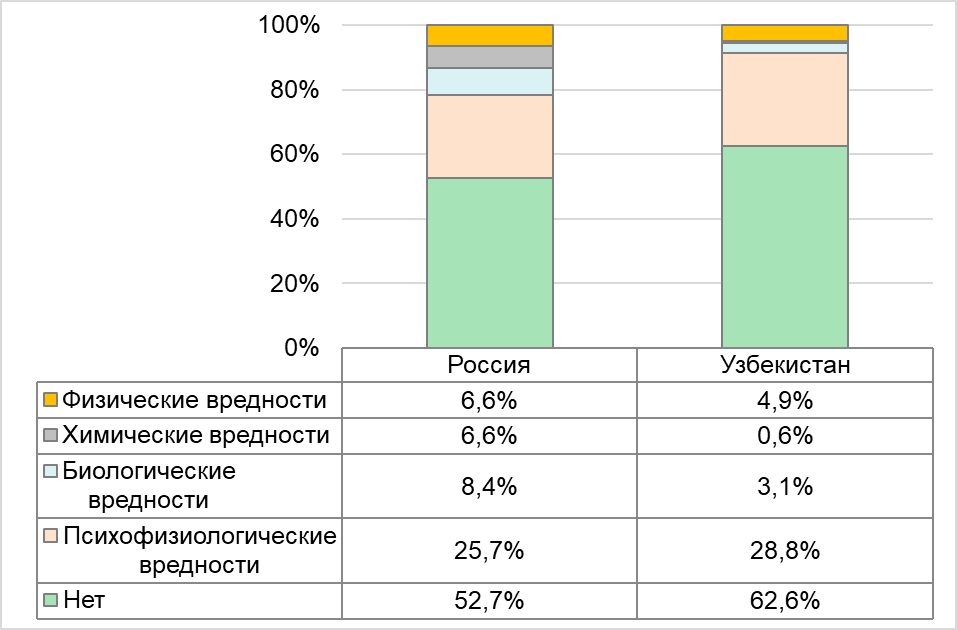 100%
80%
60%
40%
20%
0%
Россия Узбекистан
Физические вредности 6,6% 4,9%
Химические вредности 6,6% 0,6%
Биологические
вредности 8,4% 3,1%
Психофизиологические
вредности 25,7% 28,8%
Нет 52,7% 62,6%